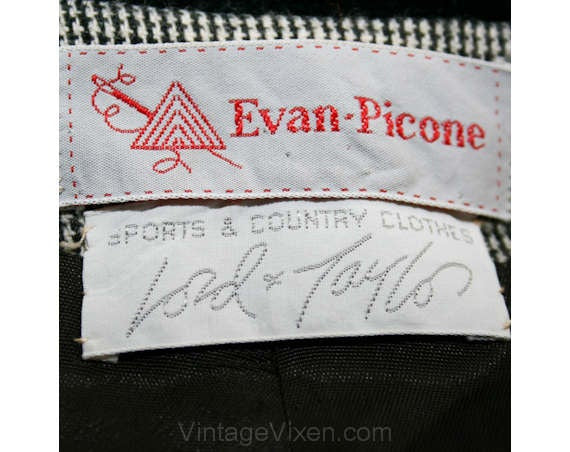 Evan-Picone
SPORTS & COUNTRY CLOTHES
Lord & Taylor
VintageVixen.com